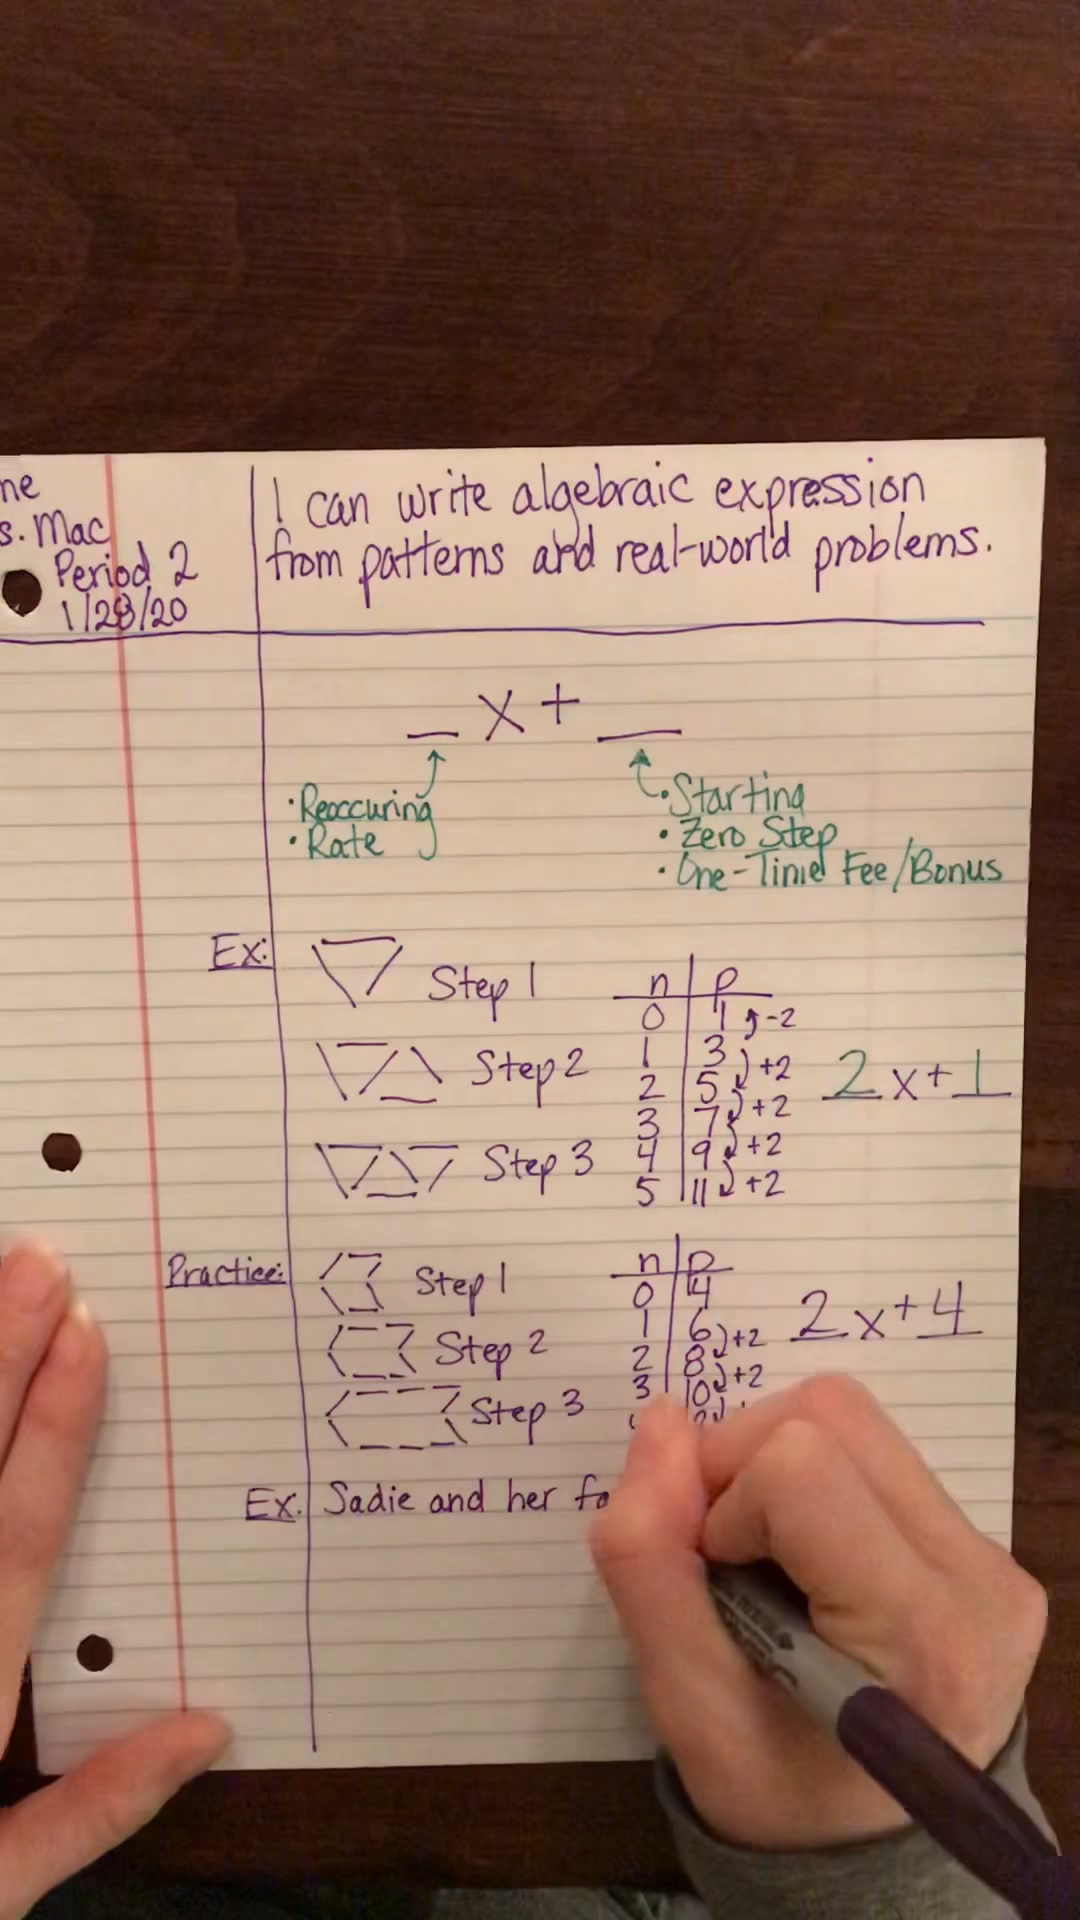 ne
s. Mac
Period 2
1/28/20
I can write algebraic expression
from patterns and real-world problems.
_ x + _
• Reoccuring
• Rate
• Starting
• Zero Step
• One-Time Fee/Bonus
Ex:
Step 1
Step 2
Step 3
n p
0 1 -2
1 3
2 5 +2
3 7 +2
4 9 +2
5 11 +2
2x+1
Practice:
Step 1
Step 2
Step 3
n p
0 4
1 6
2 8 +2
3 10 +2
2x+4
Ex: Sadie and her fa